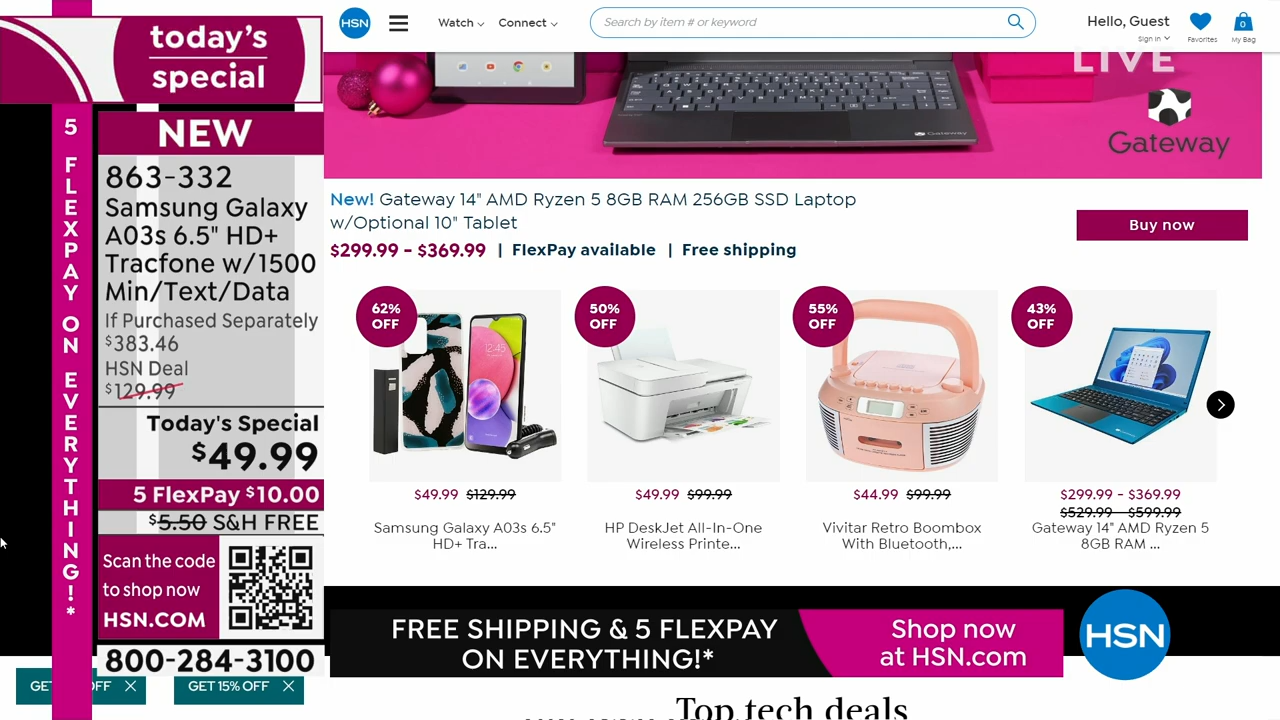 today's
special
5 FLEXPAY ON EVERYTHING!*
NEW
863-332
Samsung Galaxy
A03s 6.5" HD+
Tracfone w/1500
Min/Text/Data
If Purchased Separately
$383.46
HSN Deal
$129.99
Today's Special
$49.99
5 FlexPay $10.00
$5.50 S&H FREE
Scan the code
to shop now
HSN.COM
800-284-3100
GET 15% OFF
HSN
Watch
Connect
Search by item # or keyword
Hello, Guest
Sign in
Favorites
0
My Bag
LIVE
Gateway
Gateway
New! Gateway 14" AMD Ryzen 5 8GB RAM 256GB SSD Laptop
w/Optional 10" Tablet
$299.99 - $369.99 | FlexPay available | Free shipping
Buy now
62%
OFF
12:45
$49.99 $129.99
Samsung Galaxy A03s 6.5"
HD+ Tra...
50%
OFF
$49.99 $99.99
HP DeskJet All-In-One
Wireless Printe...
55%
OFF
$44.99 $99.99
Vivitar Retro Boombox
With Bluetooth,...
43%
OFF
$299.99 - $369.99
$529.99 - $599.99
Gateway 14" AMD Ryzen 5
8GB RAM ...
FREE SHIPPING & 5 FLEXPAY
ON EVERYTHING!*
Shop now
at HSN.com
HSN
Top tech deals